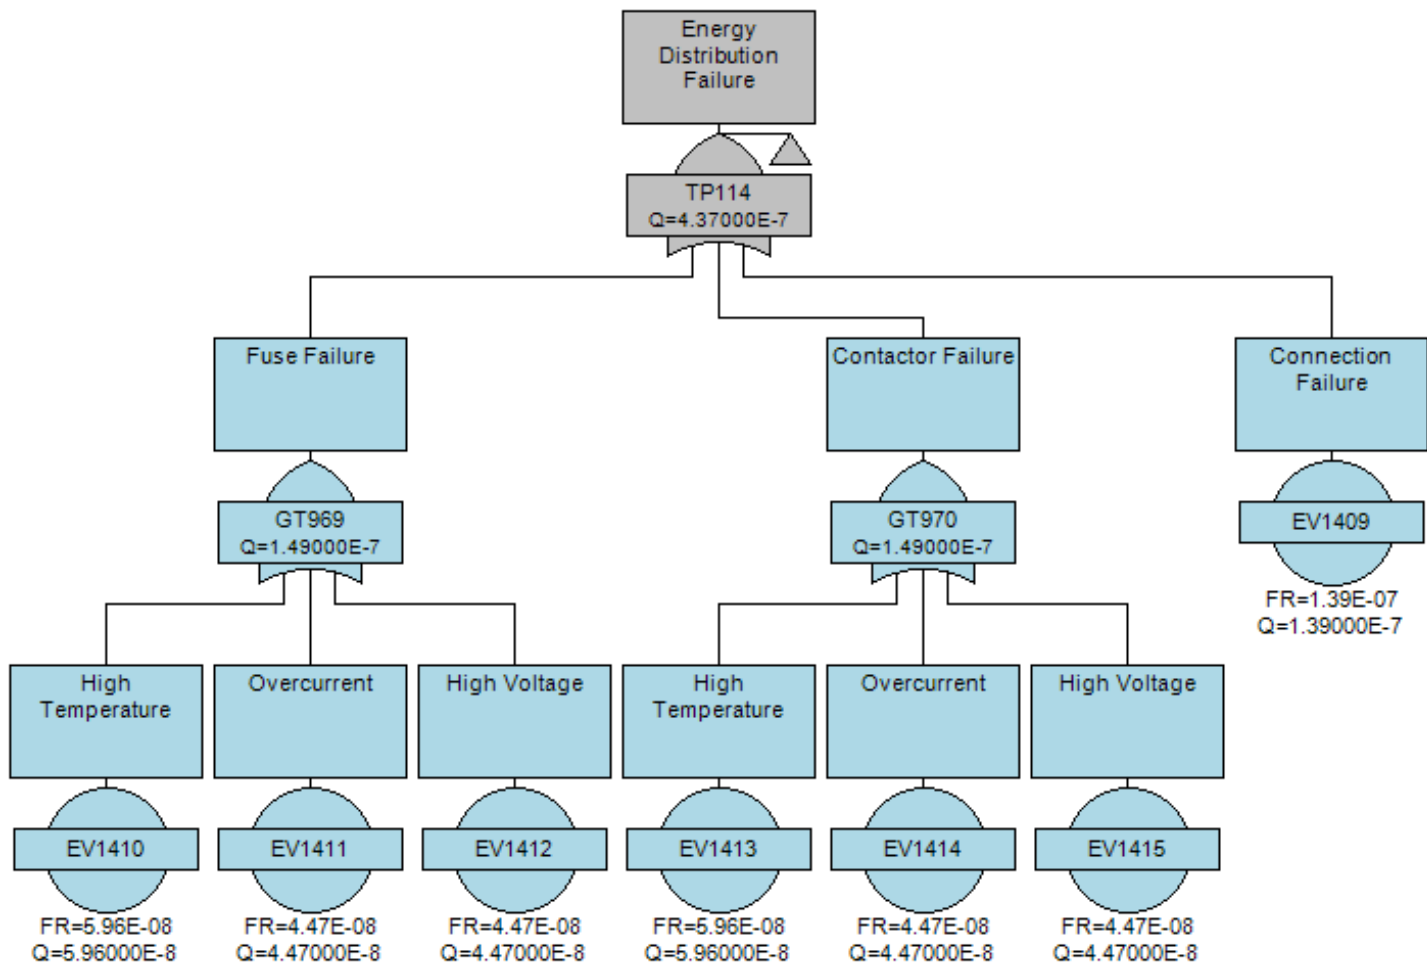 Energy
Distribution
Failure
TP114
Q=4.37000E-7
Fuse Failure
Contactor Failure
Connection
Failure
GT969
Q=1.49000E-7
GT970
Q=1.49000E-7
EV1409
FR=1.39E-07
Q=1.39000E-7
High
Temperature
Overcurrent
High Voltage
High
Temperature
Overcurrent
High Voltage
EV1410
EV1411
EV1412
EV1413
EV1414
EV1415
FR=5.96E-08
Q=5.96000E-8
FR=4.47E-08
Q=4.47000E-8
FR=4.47E-08
Q=4.47000E-8
FR=5.96E-08
Q=5.96000E-8
FR=4.47E-08
Q=4.47000E-8
FR=4.47E-08
Q=4.47000E-8